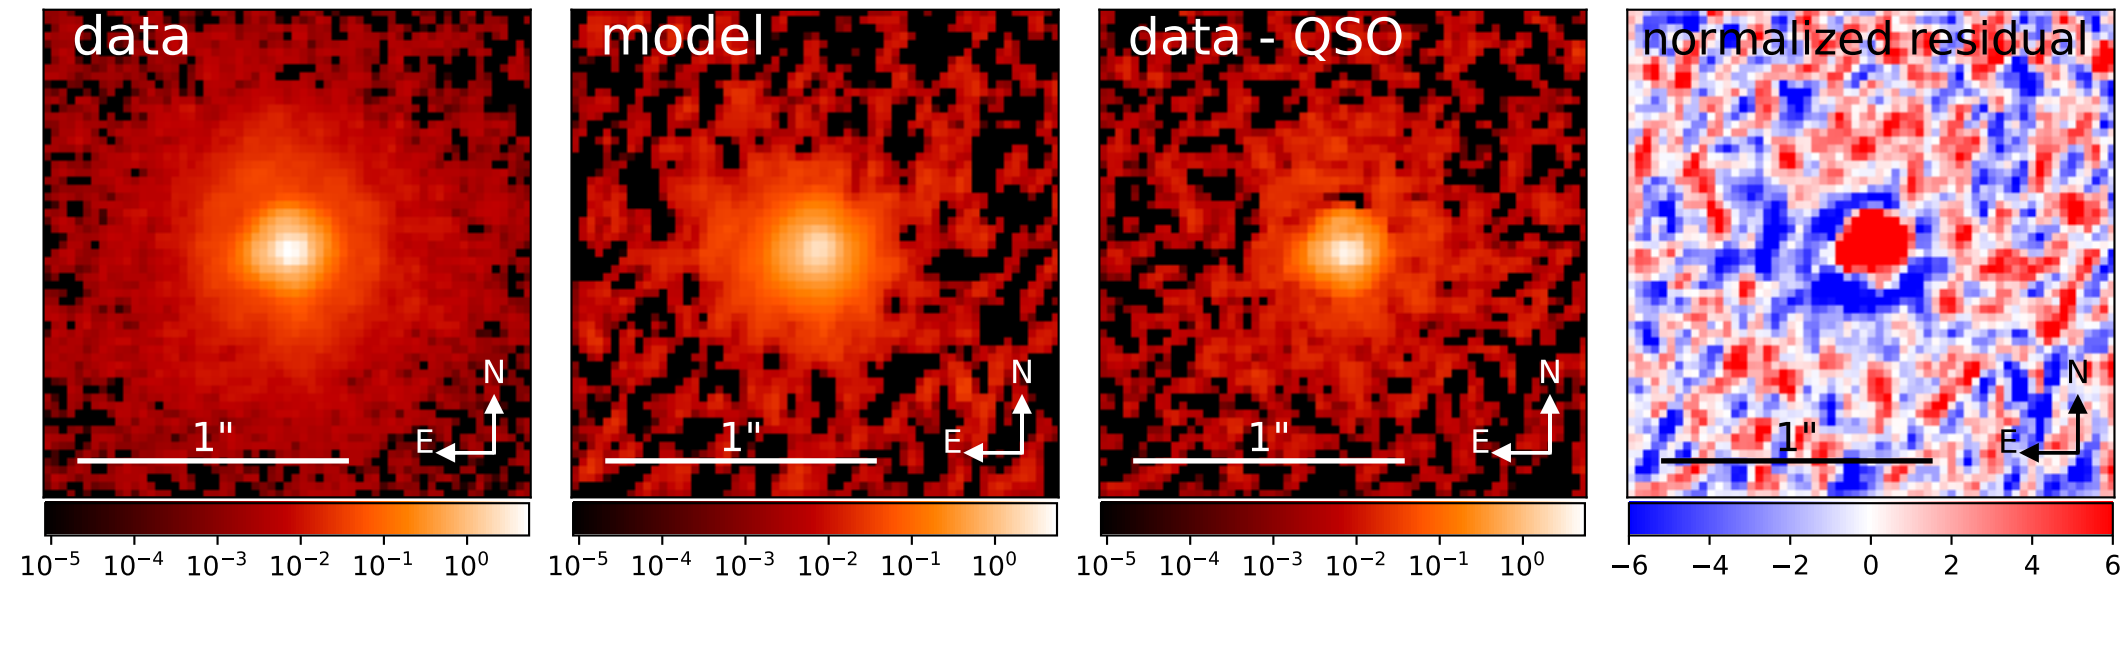 data
model
data - QSO
normalized residual
N
N
N
N
1"
E
1"
E
1"
E
1"
E
10⁻⁵ 10⁻⁴ 10⁻³ 10⁻² 10⁻¹ 10⁰
10⁻⁵ 10⁻⁴ 10⁻³ 10⁻² 10⁻¹ 10⁰
10⁻⁵ 10⁻⁴ 10⁻³ 10⁻² 10⁻¹ 10⁰
−6 −4 −2 0 2 4 6